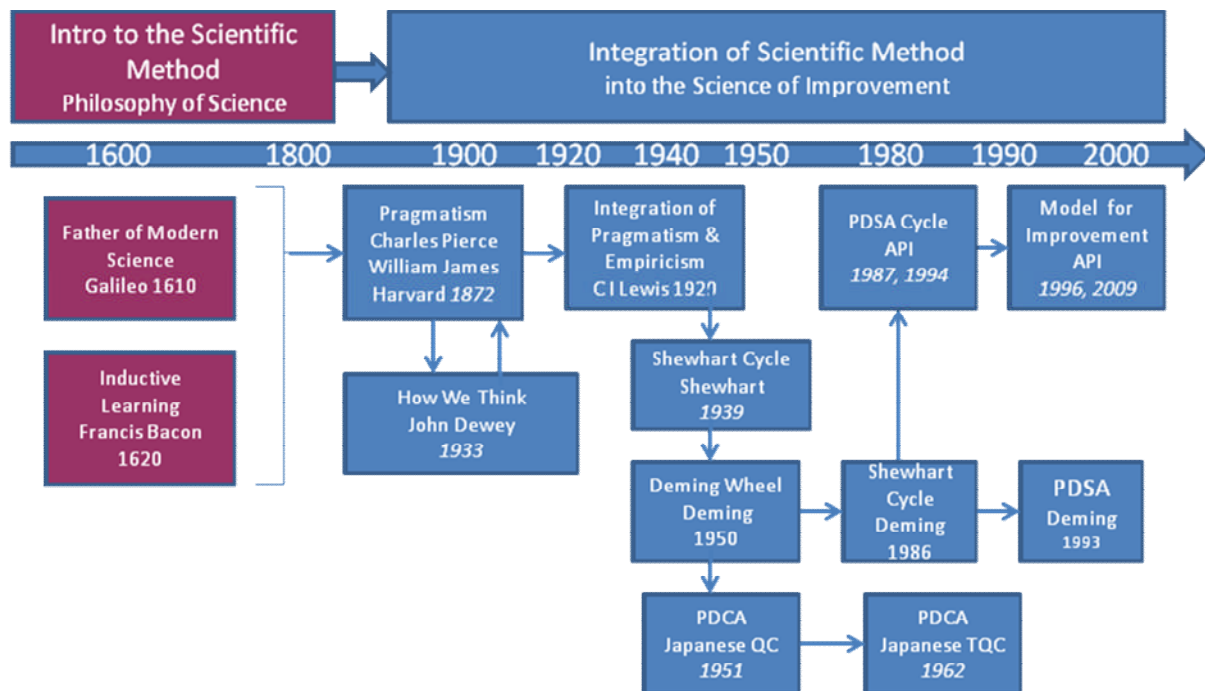 Intro to the Scientific
Method
Philosophy of Science
Integration of Scientific Method
into the Science of Improvement
1600 1800 1900 1920 1940 1950 1980 1990 2000
Father of Modern
Science
Galileo 1610
Inductive
Learning
Francis Bacon
1620
Pragmatism
Charles Pierce
William James
Harvard 1872
How We Think
John Dewey
1933
Integration of
Pragmatism &
Empiricism
C I Lewis 1929
Shewhart Cycle
Shewhart
1939
Deming Wheel
Deming
1950
PDCA
Japanese QC
1951
PDSA Cycle
API
1987, 1994
Shewhart
Cycle
Deming
1986
PDCA
Japanese TQC
1962
Model for
Improvement
API
1996, 2009
PDSA
Deming
1993